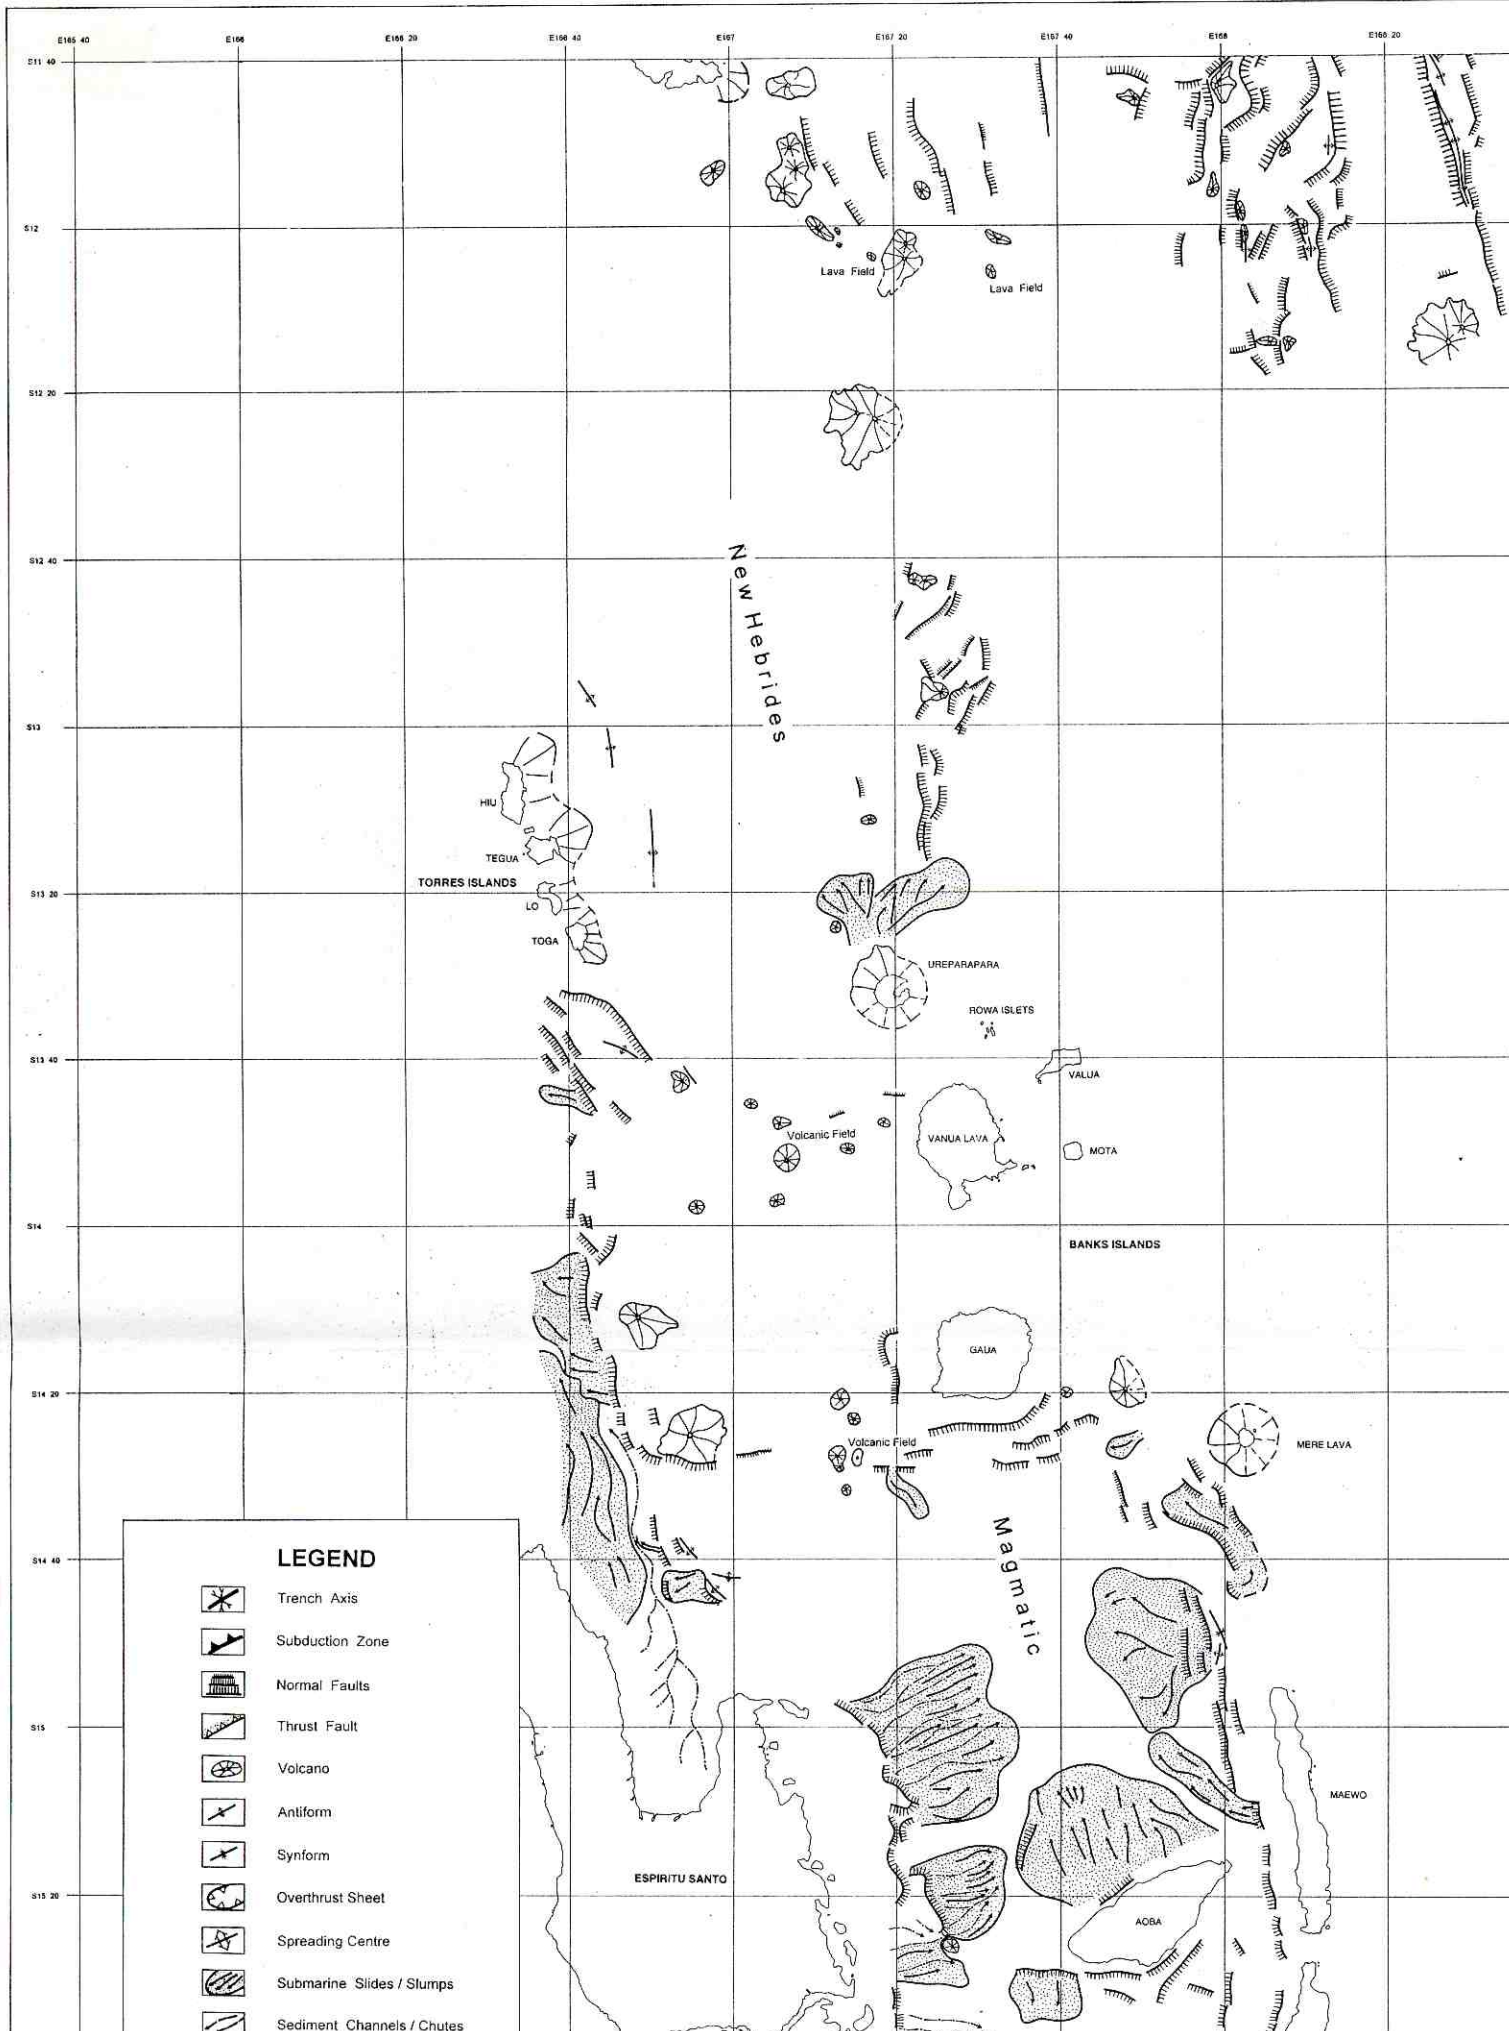 E165 40
E166
E166 20
E166 40
E167
E167 20
E167 40
E168
E168 20
S11 40
S12
Lava Field
Lava Field
S12 20
S12 40
New Hebrides
S13
HIU
TEGUA
TORRES ISLANDS
S13 20
LO
TOGA
UREPARAPARA
ROWA ISLETS
S13 40
VALUA
Volcanic Field
VANUA LAVA
MOTA
S14
BANKS ISLANDS
GAUA
S14 20
Volcanic Field
MERE LAVA
Magmatic
S14 40
LEGEND
Trench Axis
Subduction Zone
Normal Faults
Thrust Fault
Volcano
Antiform
Synform
Overthrust Sheet
Spreading Centre
Submarine Slides / Slumps
Sediment Channels / Chutes
S15
MAEWO
ESPIRITU SANTO
S15 20
AOBA